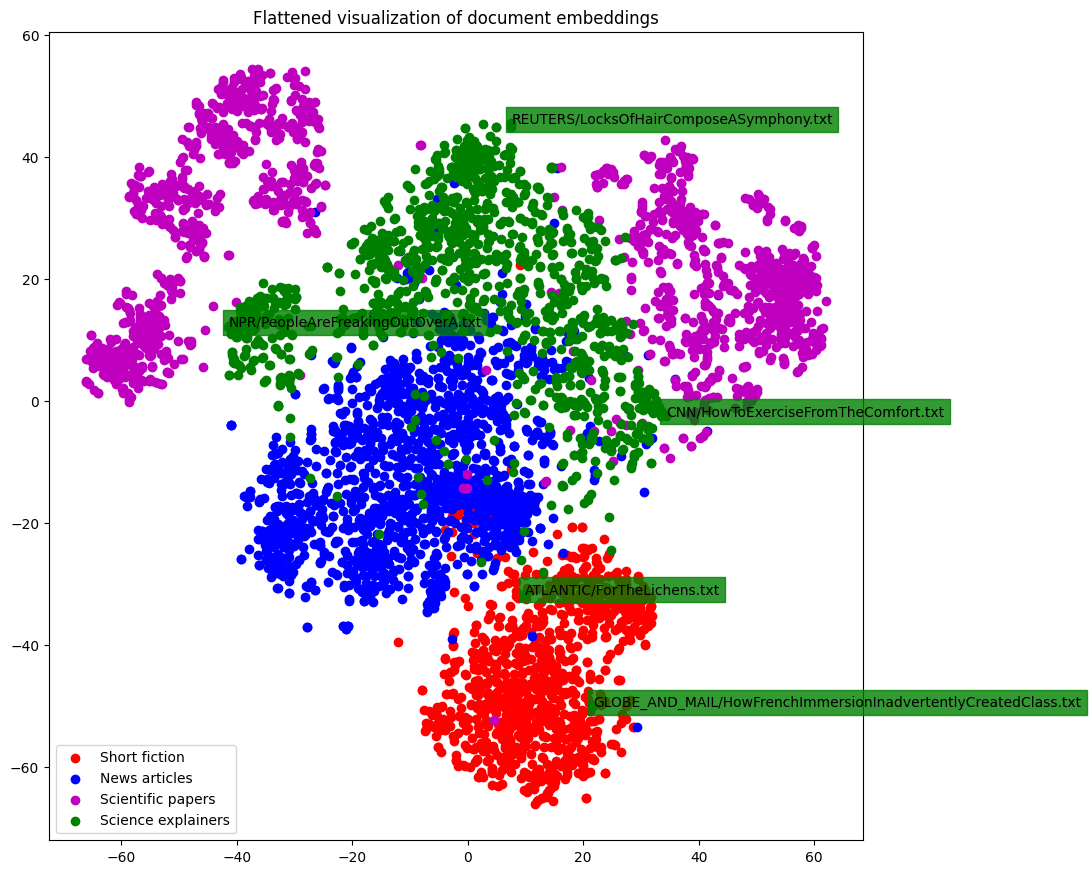 Flattened visualization of document embeddings
60
40
20
0
−20
−40
−60
REUTERS/LocksOfHairComposeASymphony.txt
NPR/PeopleAreFreakingOutOverA.txt
CNN/HowToExerciseFromTheComfort.txt
ATLANTIC/ForTheLichens.txt
GLOBE_AND_MAIL/HowFrenchImmersionInadvertentlyCreatedClass.txt
Short fiction
News articles
Scientific papers
Science explainers
−60 −40 −20 0 20 40 60